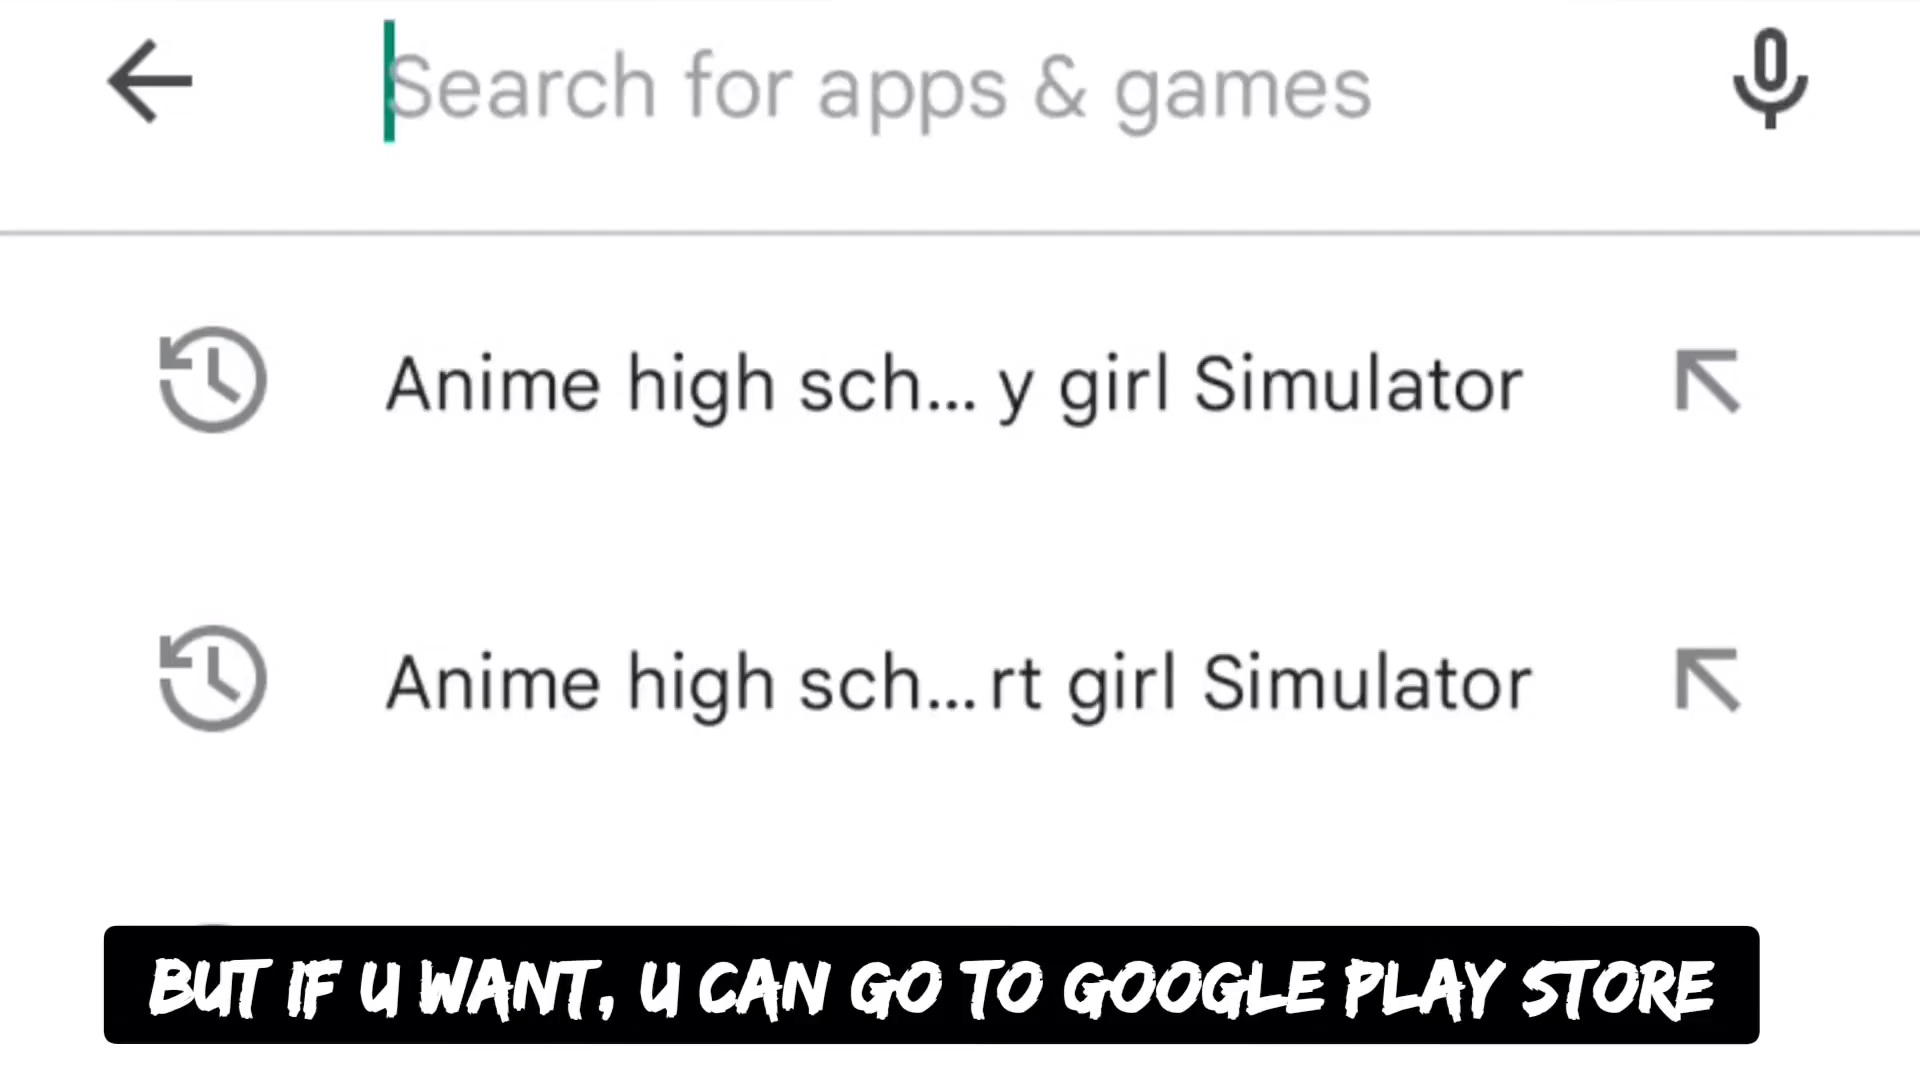 Search for apps & games
Anime high sch... y girl Simulator
Anime high sch... rt girl Simulator
BUT IF U WANT, U CAN GO TO GOOGLE PLAY STORE